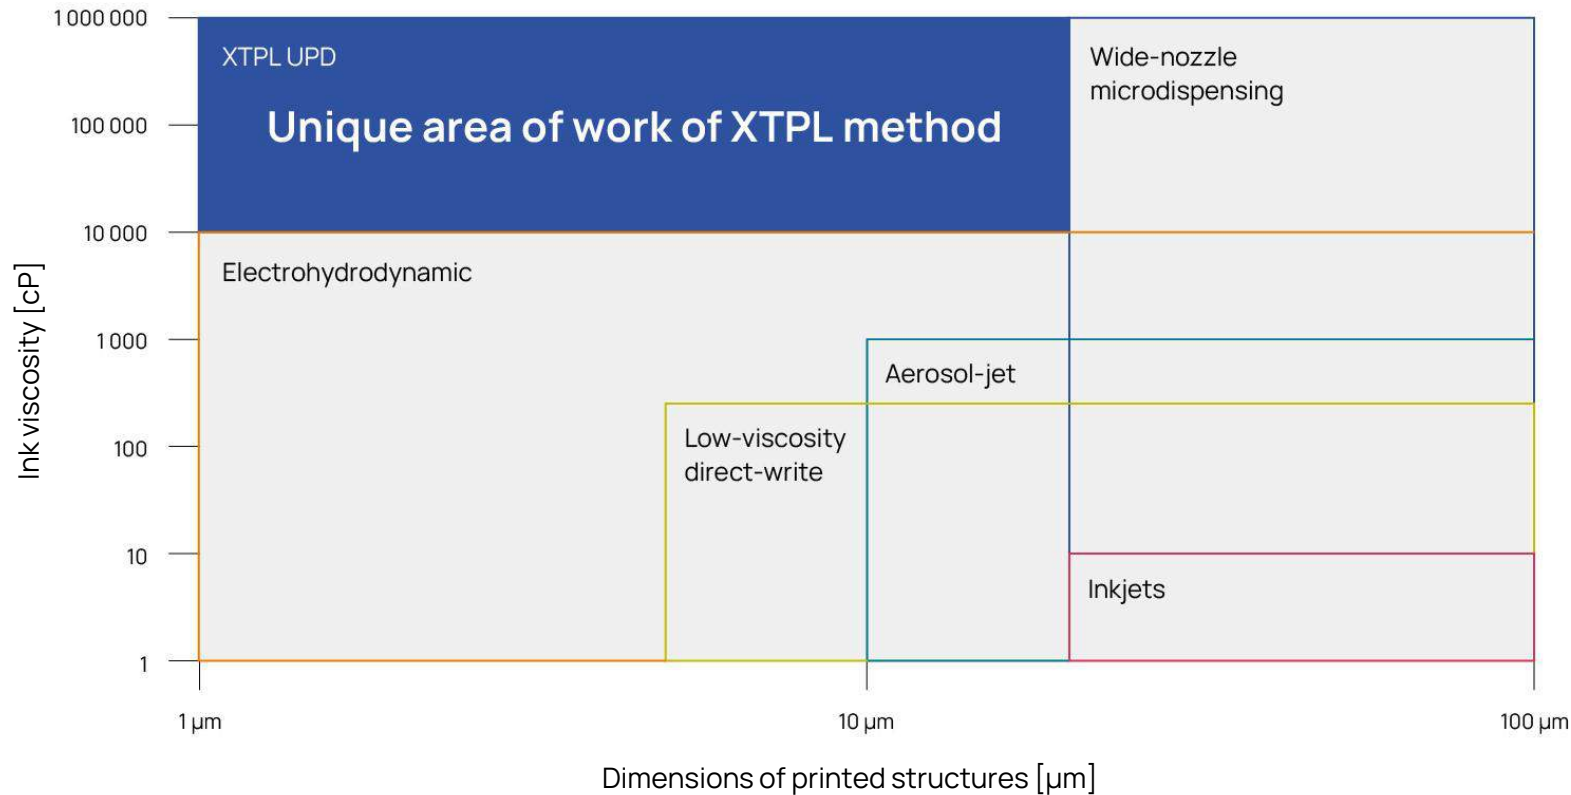 1 000 000
XTPL UPD
Wide-nozzle
microdispensing
Unique area of work of XTPL method
100 000
10 000
Electrohydrodynamic
Ink viscosity [cP]
1 000
Aerosol-jet
Low-viscosity
direct-write
100
10
Inkjets
1
1 µm
10 µm
100 µm
Dimensions of printed structures [µm]